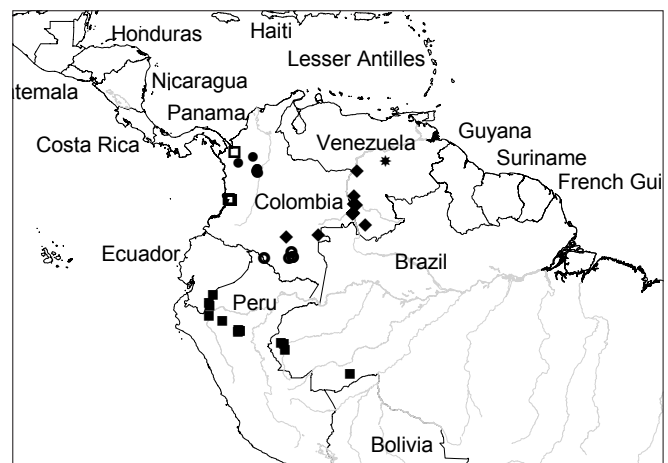 Honduras
Haiti
Lesser Antilles
Nicaragua
temala
Panama
Costa Rica
Venezuela
Guyana
Suriname
French Gui
Colombia
Ecuador
Brazil
Peru
Bolivia